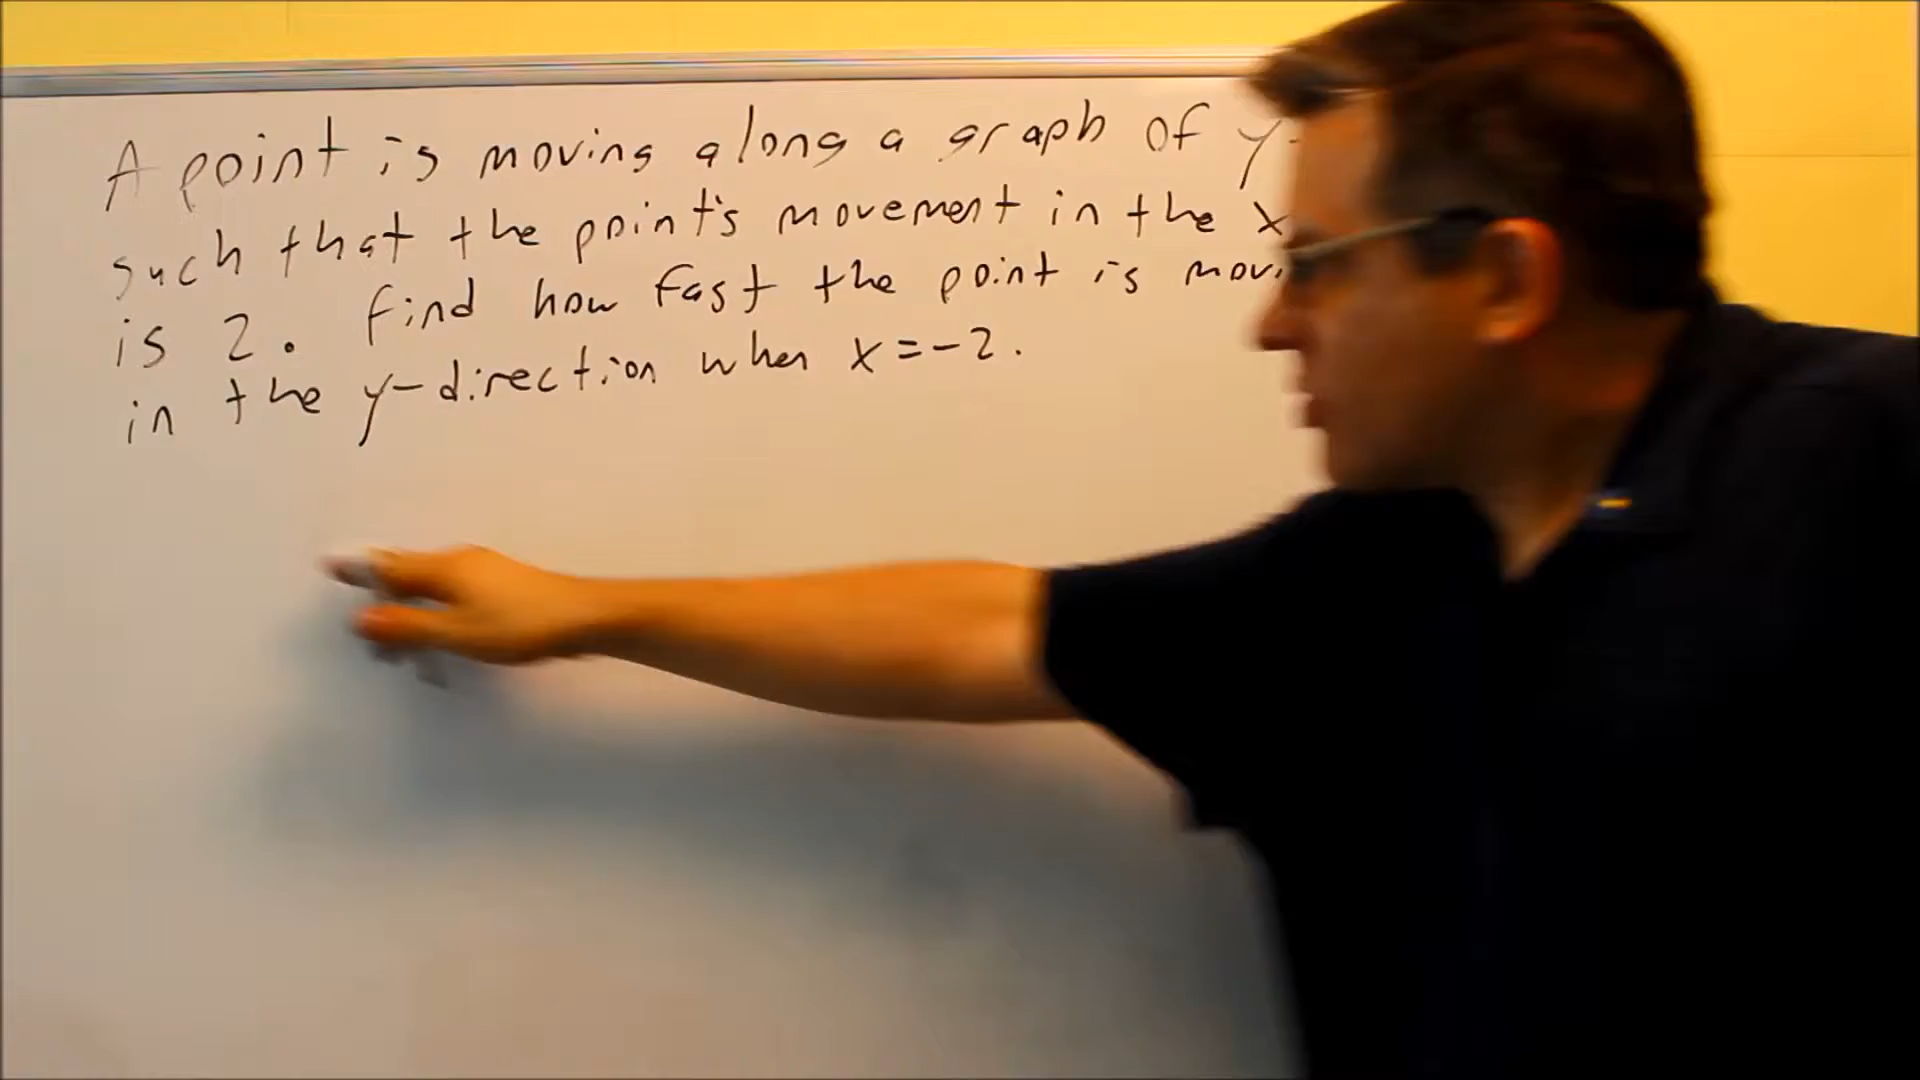 A point is moving along a graph of y
such that the point's movement in the x
is 2. Find how fast the point is
in the y-direction when x=-2.